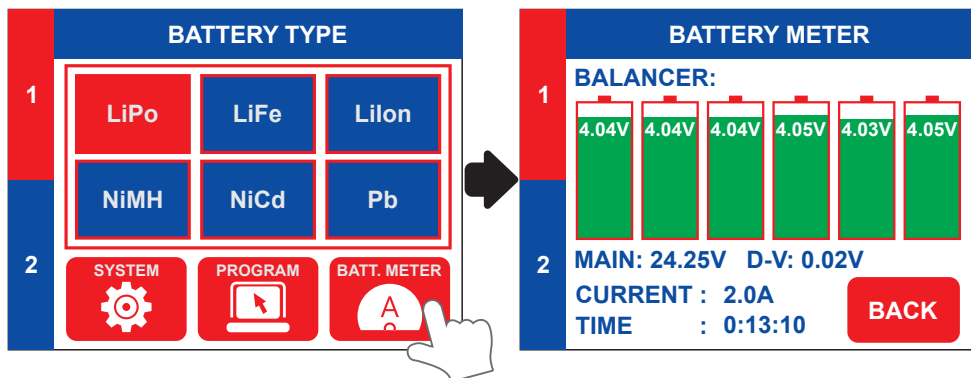 BATTERY TYPE
1
LiPo
LiFe
LiIon
NiMH
NiCd
Pb
2
SYSTEM
PROGRAM
BATT. METER
A
BATTERY METER
1
BALANCER:
4.04V 4.04V 4.04V 4.05V 4.03V 4.05V
2
MAIN: 24.25V D-V: 0.02V
CURRENT : 2.0A
TIME : 0:13:10
BACK